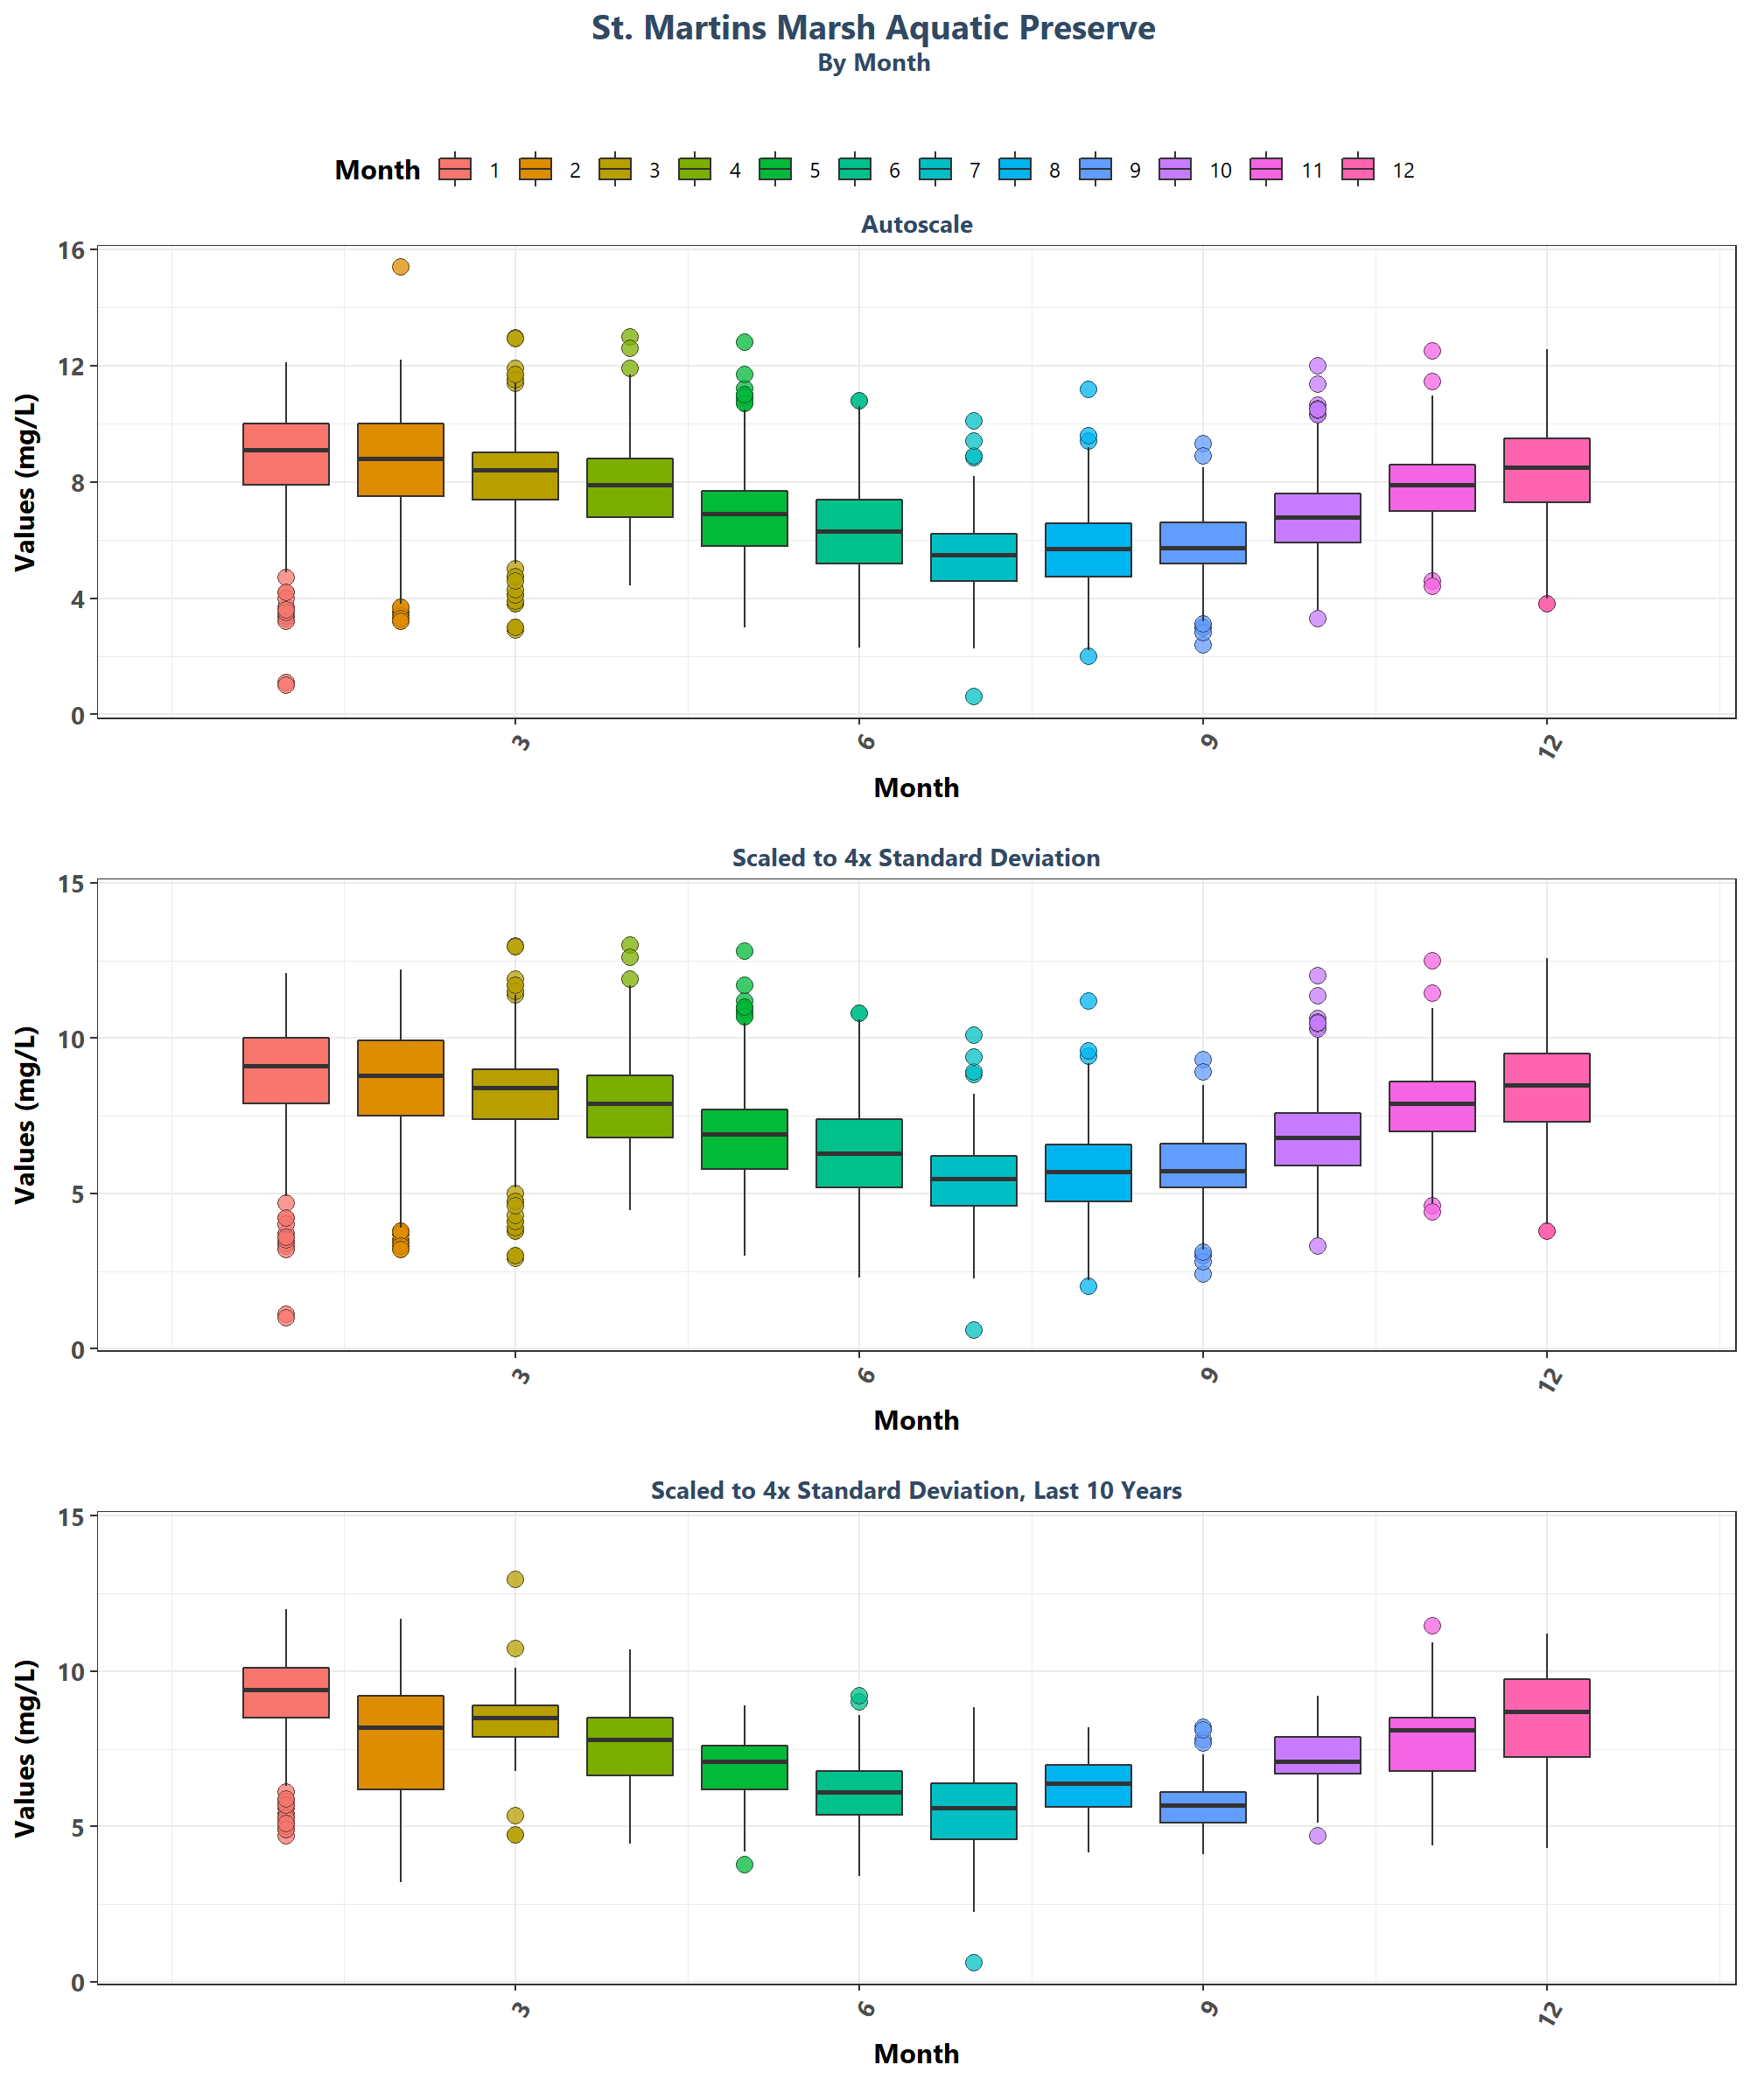 St. Martins Marsh Aquatic Preserve
By Month
Month 1 2 3 4 5 6 7 8 9 10 11 12
Autoscale
Values (mg/L)
16
12
8
4
0
3 6 9 12
Month
Scaled to 4x Standard Deviation
Values (mg/L)
15
10
5
0
3 6 9 12
Month
Scaled to 4x Standard Deviation, Last 10 Years
Values (mg/L)
15
10
5
0
3 6 9 12
Month